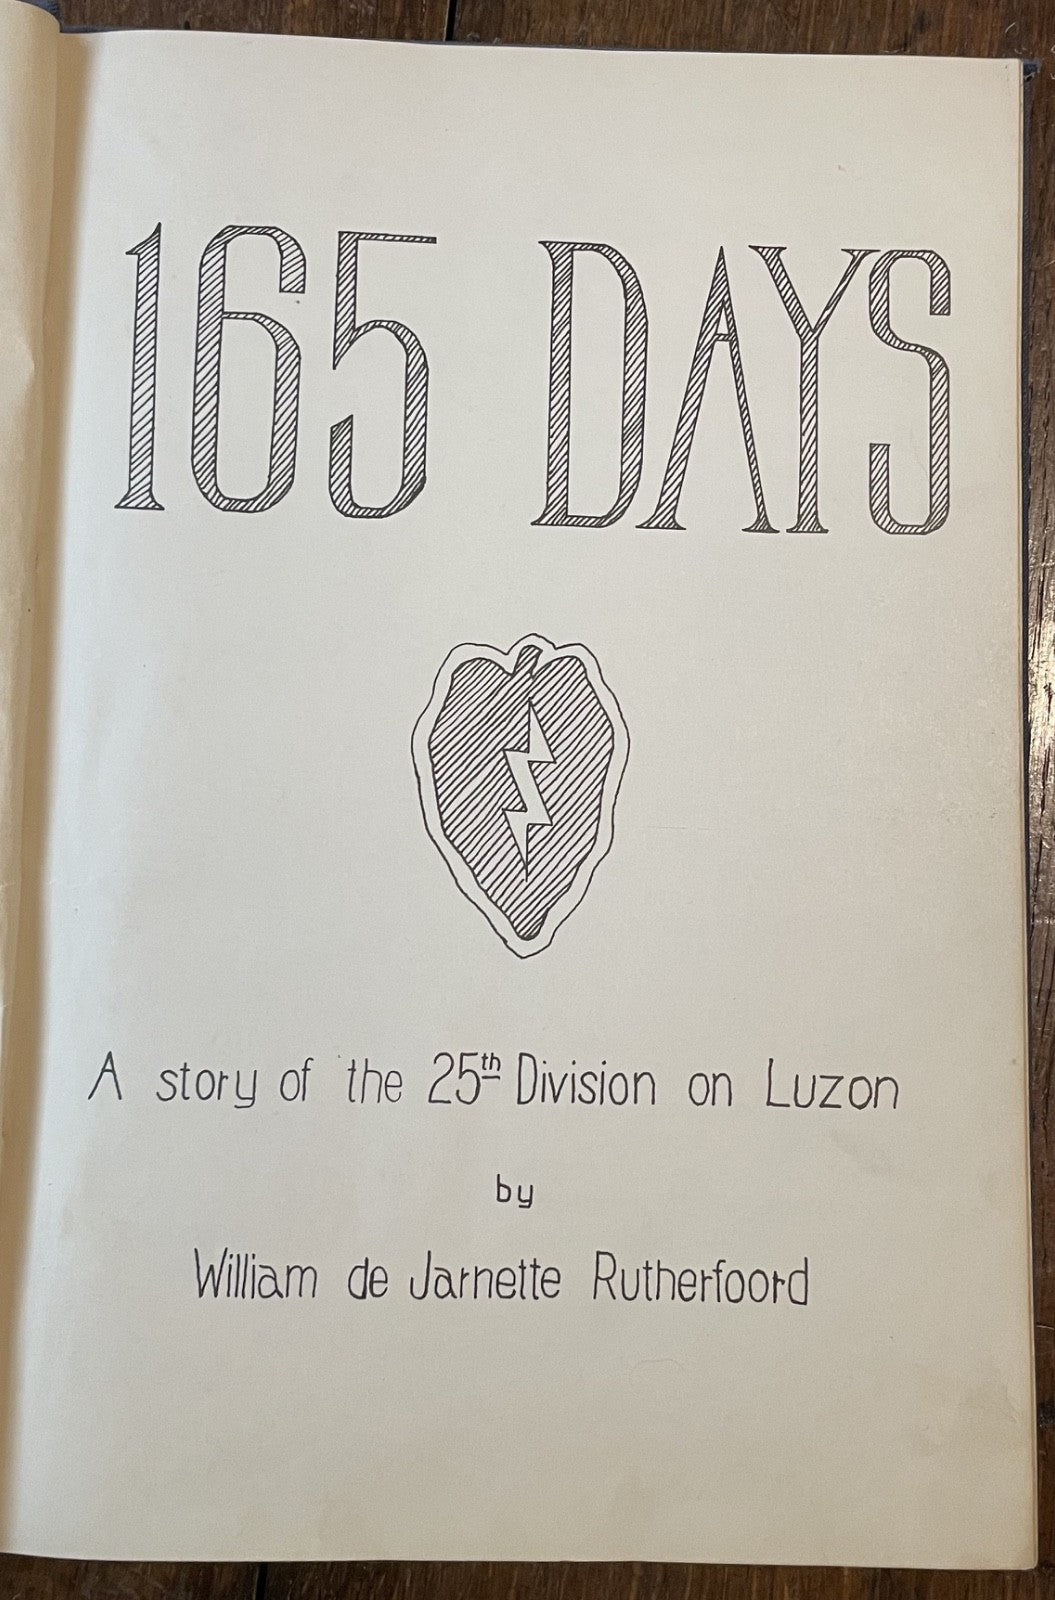 165 DAYS
A story of the 25th Division on Luzon
by
William de Jarnette Rutherfoord